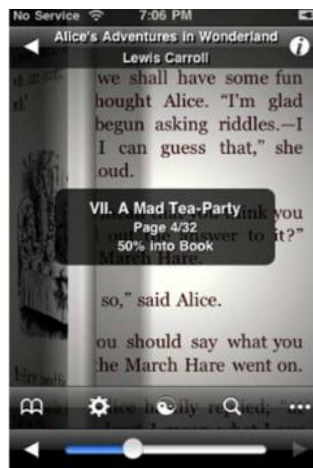 No Service 7:06 PM
Alice's Adventures in Wonderland
Lewis Carroll
we shall have some fun
hought Alice. "I'm glad
begun asking riddles.—I
I can guess that," she
oud.
VII. A Mad Tea-Party
Page 4/32
50% into Book
you
it?"
March Hare.
so," said Alice.
ou should say what you
he March Hare went on.